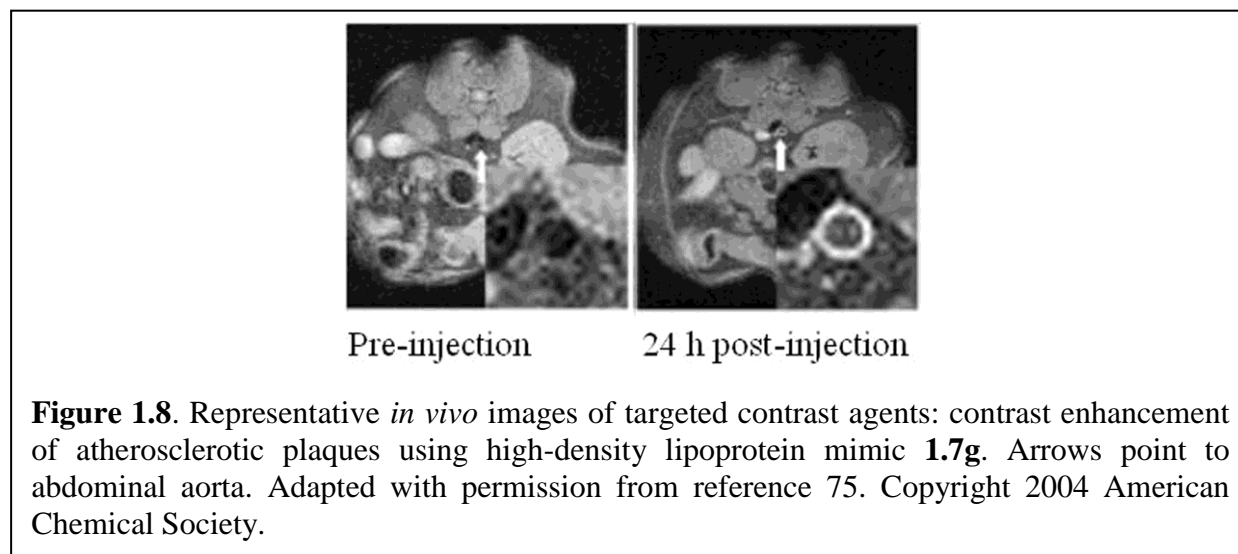 Pre-injection 24 h post-injection
Figure 1.8. Representative in vivo images of targeted contrast agents: contrast enhancement
of atherosclerotic plaques using high-density lipoprotein mimic 1.7g. Arrows point to
abdominal aorta. Adapted with permission from reference 75. Copyright 2004 American
Chemical Society.